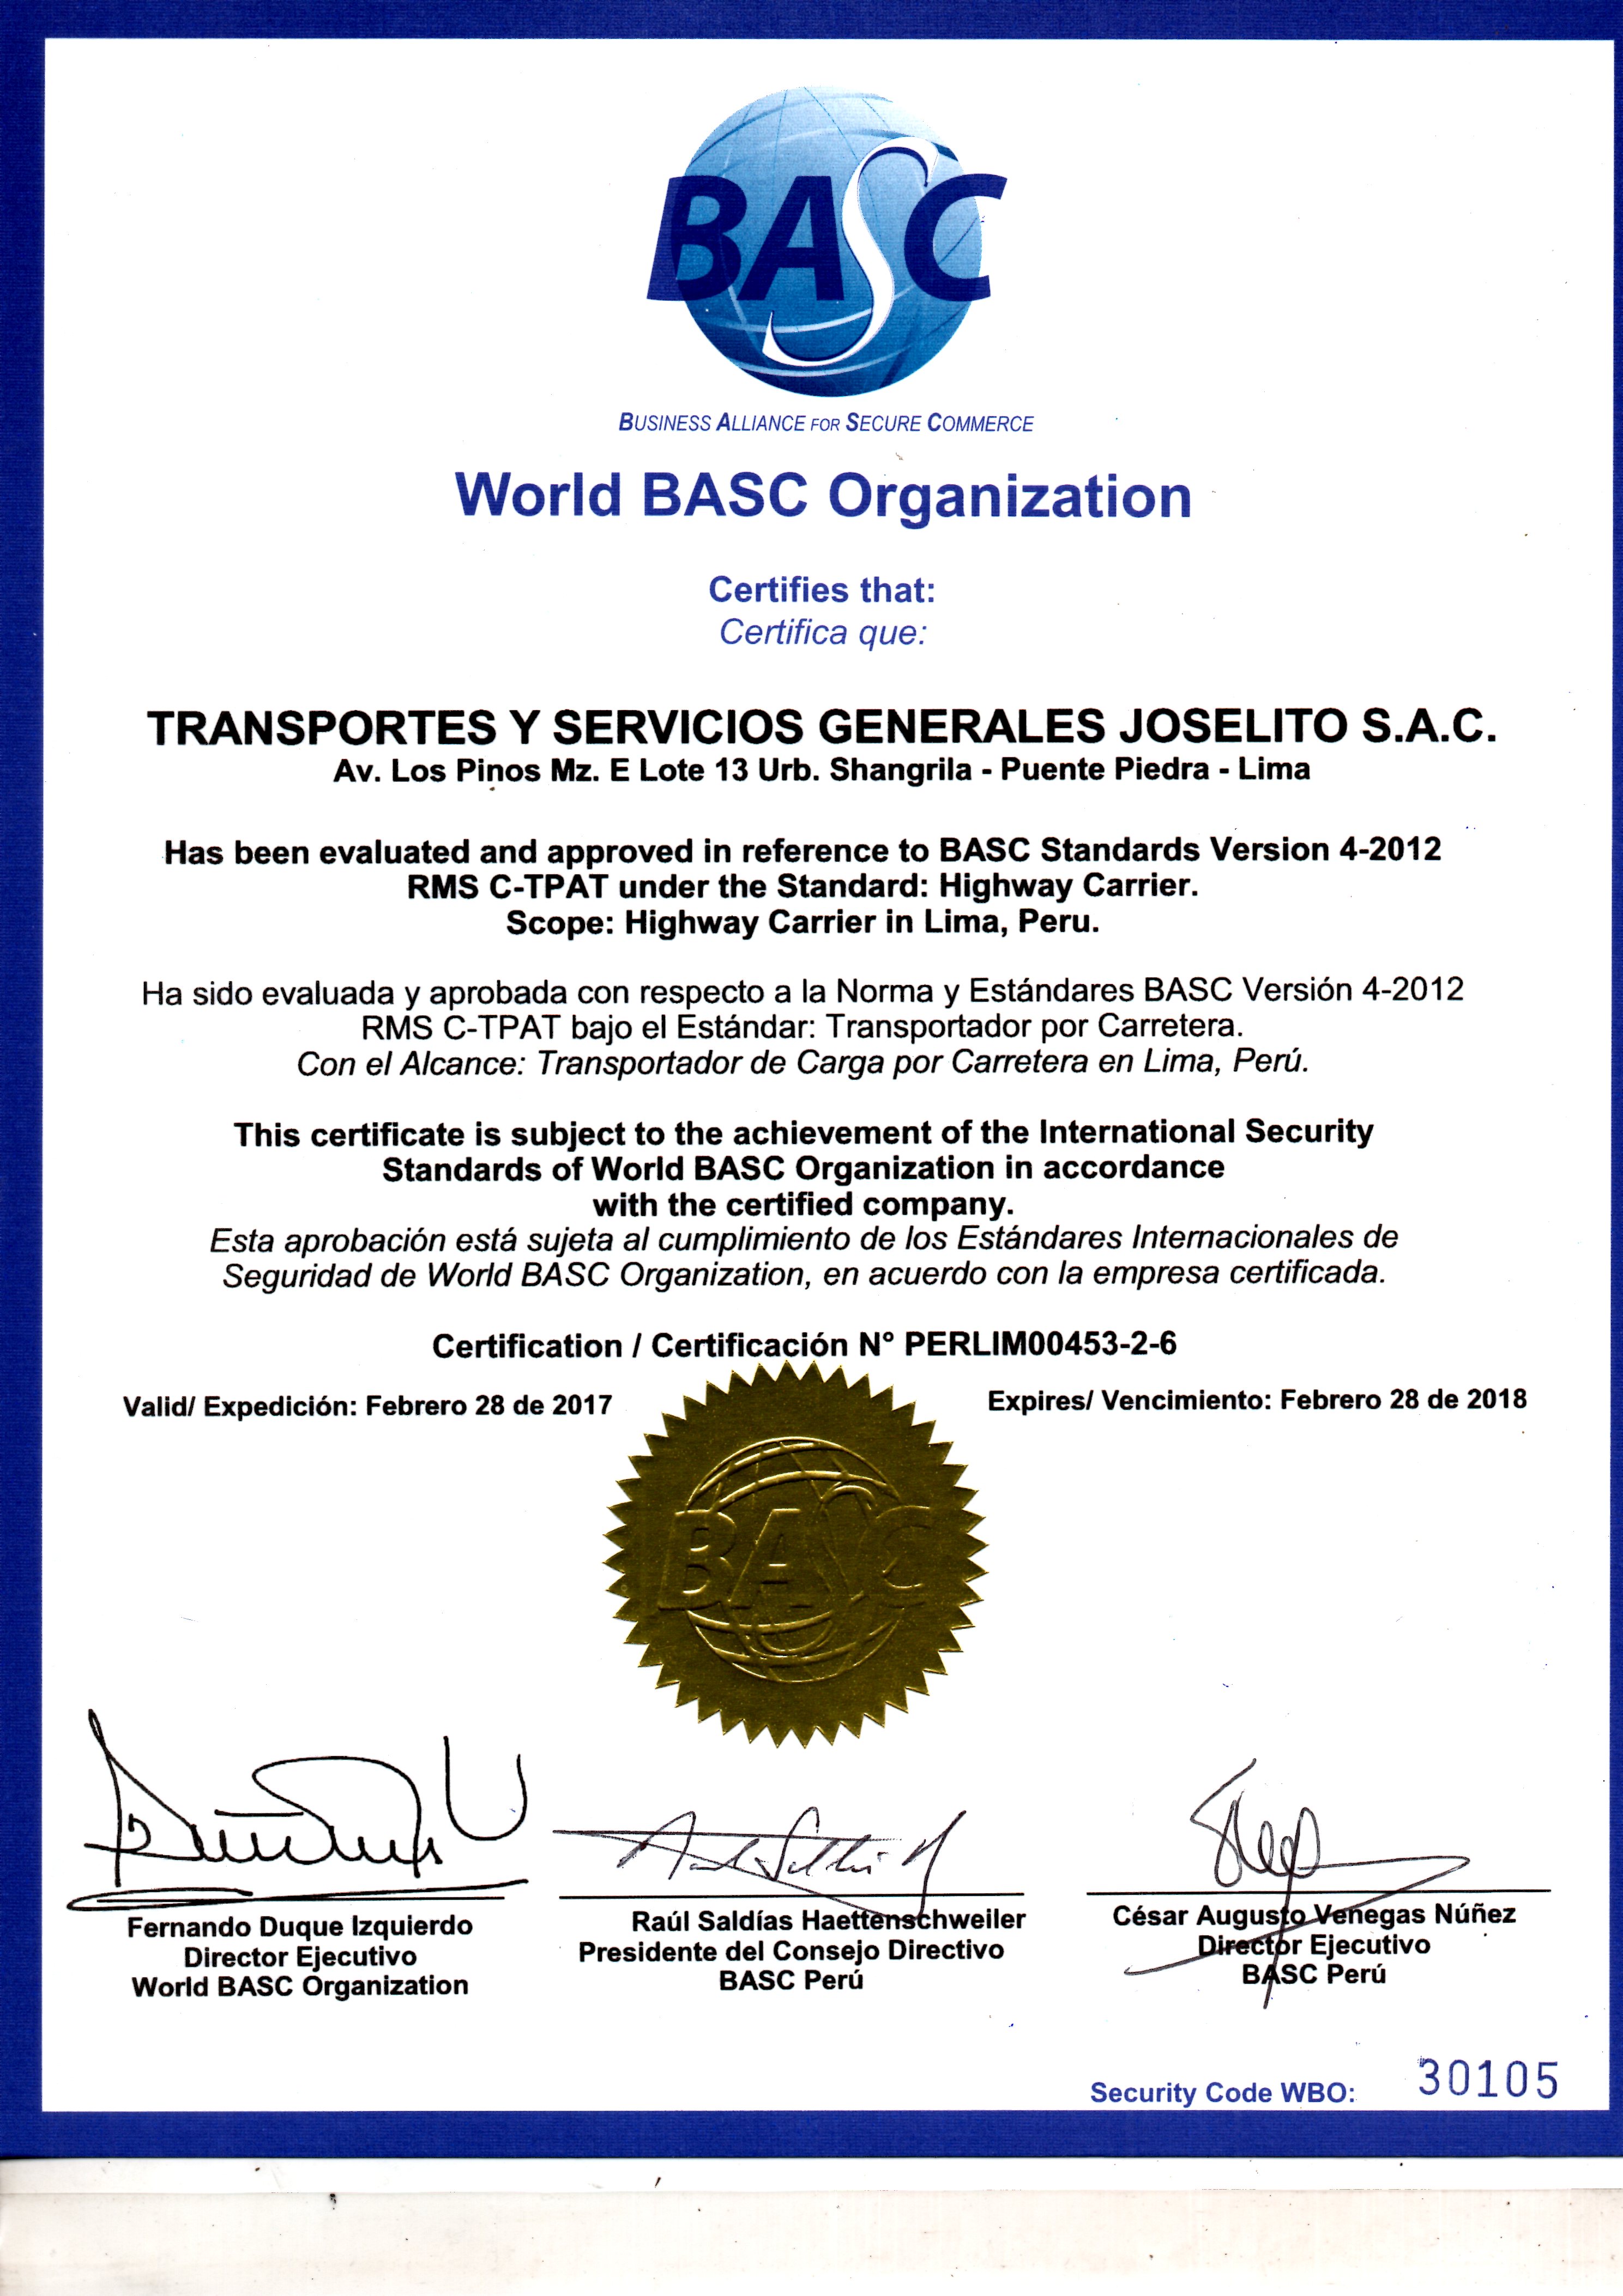 BASC
BUSINESS ALLIANCE FOR SECURE COMMERCE
World BASC Organization
Certifies that:
Certifica que:
TRANSPORTES Y SERVICIOS GENERALES JOSELITO S.A.C.
Av. Los Pinos Mz. E Lote 13 Urb. Shangrila - Puente Piedra - Lima
Has been evaluated and approved in reference to BASC Standards Version 4-2012
RMS C-TPAT under the Standard: Highway Carrier.
Scope: Highway Carrier in Lima, Peru.
Ha sido evaluada y aprobada con respecto a la Norma y Estándares BASC Versión 4-2012
RMS C-TPAT bajo el Estándar: Transportador por Carretera.
Con el Alcance: Transportador de Carga por Carretera en Lima, Perú.
This certificate is subject to the achievement of the International Security
Standards of World BASC Organization in accordance
with the certified company.
Esta aprobación está sujeta al cumplimiento de los Estándares Internacionales de
Seguridad de World BASC Organization, en acuerdo con la empresa certificada.
Certification / Certificación N° PERLIM00453-2-6
Valid/ Expedición: Febrero 28 de 2017
Expires/ Vencimiento: Febrero 28 de 2018
BASC
Fernando Duque Izquierdo
Director Ejecutivo
World BASC Organization
Raúl Saldías Haettenschweiler
Presidente del Consejo Directivo
BASC Perú
César Augusto Venegas Núñez
Director Ejecutivo
BASC Perú
Security Code WBO: 30105